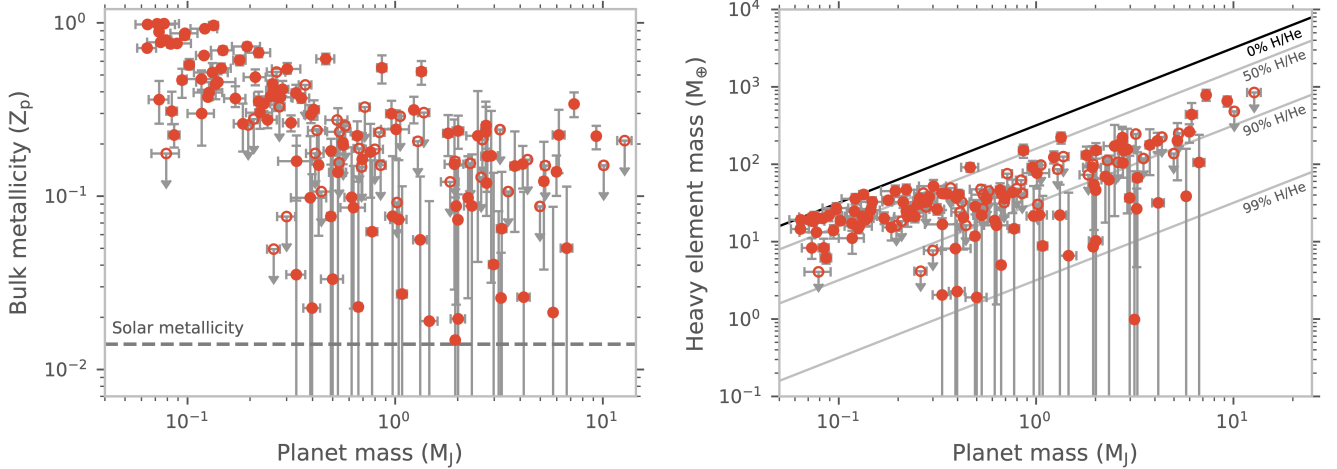 Bulk metallicity (Zₚ)
10⁰
10⁻¹
10⁻²
Solar metallicity
10⁻¹
10⁰
10¹
Planet mass (M_J)
Heavy element mass (M⊕)
10⁴
10³
10²
10¹
10⁰
10⁻¹
0% H/He
50% H/He
90% H/He
99% H/He
10⁻¹
10⁰
10¹
Planet mass (M_J)